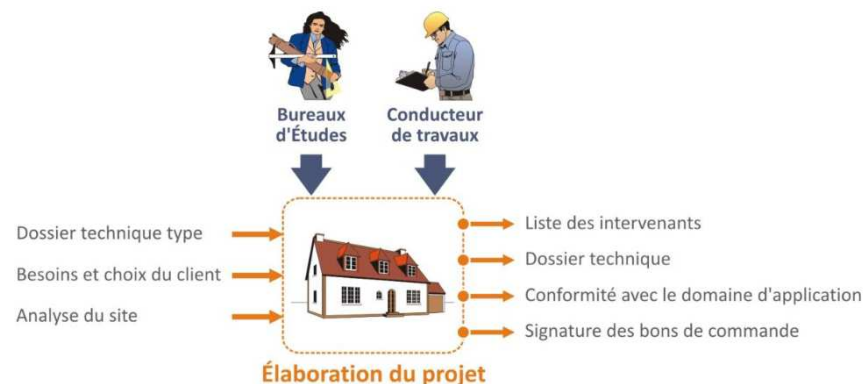 Bureaux
d'Études
Conducteur
de travaux
Dossier technique type
Besoins et choix du client
Analyse du site
Liste des intervenants
Dossier technique
Conformité avec le domaine d'application
Signature des bons de commande
Élaboration du projet